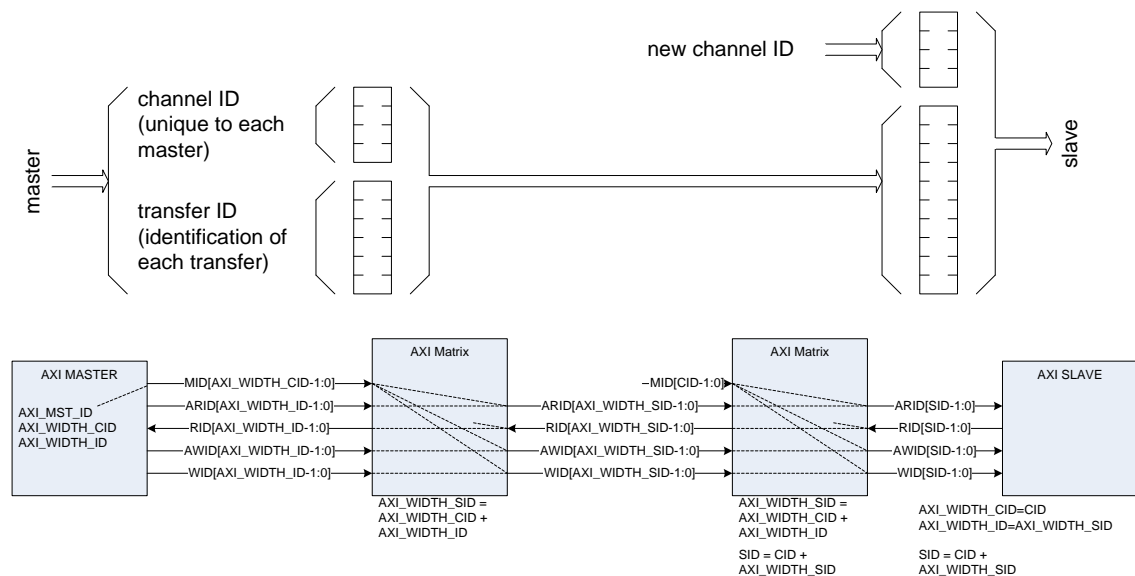 new channel ID
channel ID
(unique to each
master)
master
slave
transfer ID
(identification of
each transfer)
AXI MASTER
AXI_MST_ID
AXI_WIDTH_CID
AXI_WIDTH_ID
MID[AXI_WIDTH_CID-1:0]
ARID[AXI_WIDTH_ID-1:0]
RID[AXI_WIDTH_ID-1:0]
AWID[AXI_WIDTH_ID-1:0]
WID[AXI_WIDTH_ID-1:0]
AXI Matrix
AXI_WIDTH_SID =
AXI_WIDTH_CID +
AXI_WIDTH_ID
MID[CID-1:0]
ARID[AXI_WIDTH_SID-1:0]
RID[AXI_WIDTH_SID-1:0]
AWID[AXI_WIDTH_SID-1:0]
WID[AXI_WIDTH_SID-1:0]
AXI Matrix
AXI_WIDTH_SID =
AXI_WIDTH_CID +
AXI_WIDTH_ID
SID = CID +
AXI_WIDTH_SID
ARID[SID-1:0]
RID[SID-1:0]
AWID[SID-1:0]
WID[SID-1:0]
AXI SLAVE
AXI_WIDTH_CID=CID
AXI_WIDTH_ID=AXI_WIDTH_SID
SID = CID +
AXI_WIDTH_SID